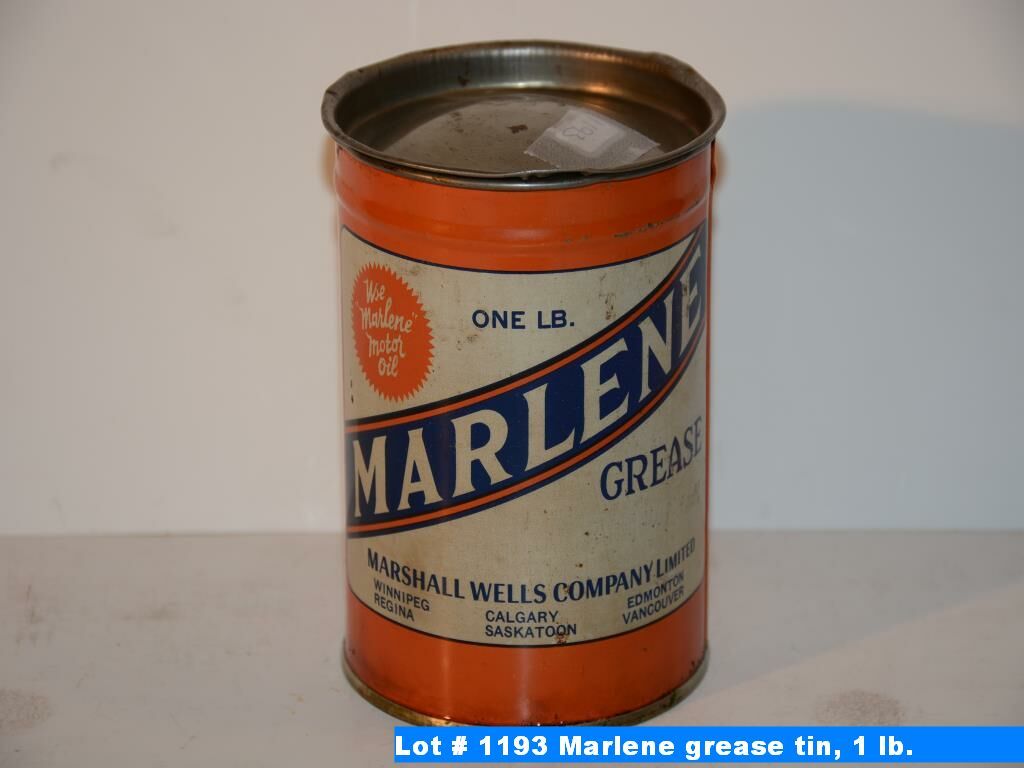 Use
"Marlene"
Motor
Oil
ONE LB.
MARLENE
GREASE
MARSHALL WELLS COMPANY LIMITED
WINNIPEG
REGINA
CALGARY
SASKATOON
EDMONTON
VANCOUVER
Lot # 1193 Marlene grease tin, 1 lb.